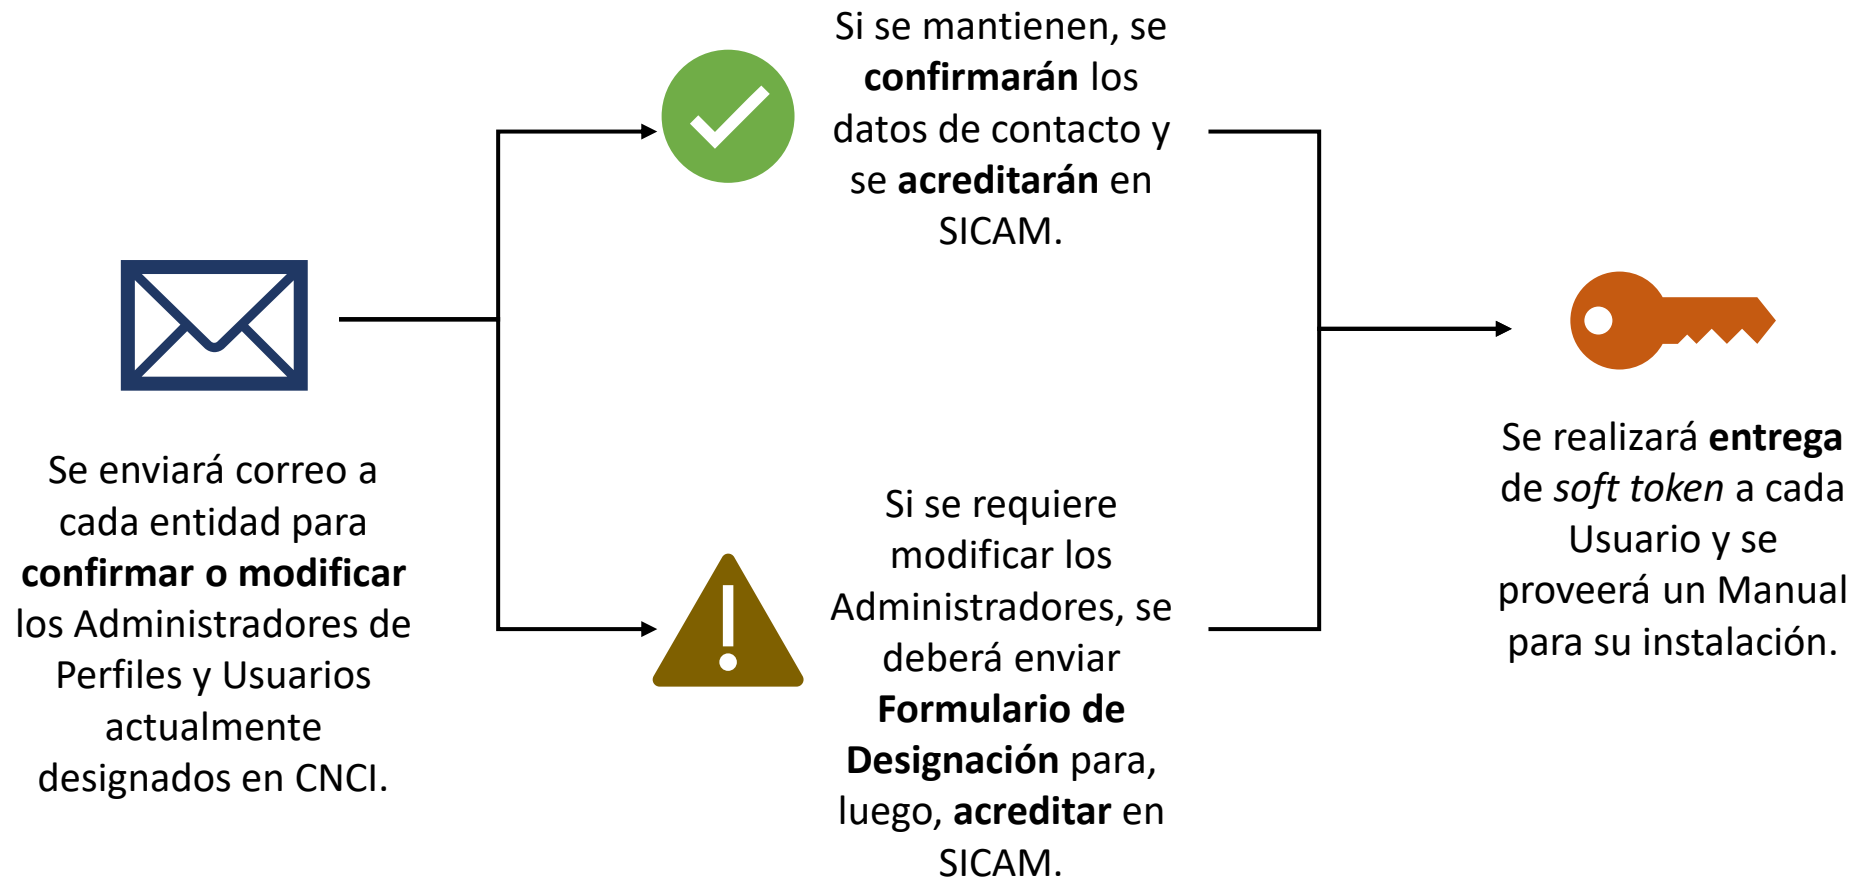 Se enviará correo a
cada entidad para
confirmar o modificar
los Administradores de
Perfiles y Usuarios
actualmente
designados en CNCI.
Si se mantienen, se
confirmarán los
datos de contacto y
se acreditarán en
SICAM.
Si se requiere
modificar los
Administradores, se
deberá enviar
Formulario de
Designación para,
luego, acreditar en
SICAM.
Se realizará entrega
de soft token a cada
Usuario y se
proveerá un Manual
para su instalación.